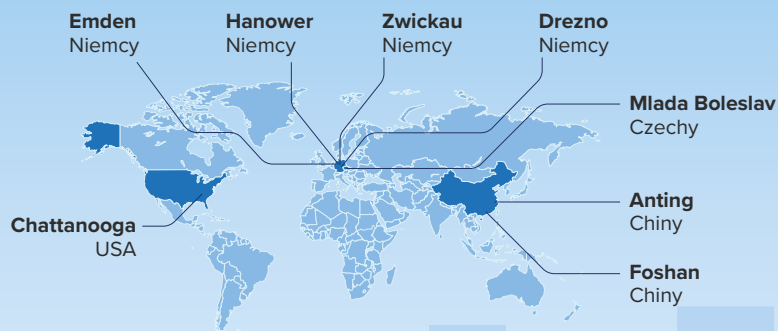 Emden
Niemcy
Hanower
Niemcy
Zwickau
Niemcy
Drezno
Niemcy
Mlada Boleslav
Czechy
Anting
Chiny
Chattanooga
USA
Foshan
Chiny